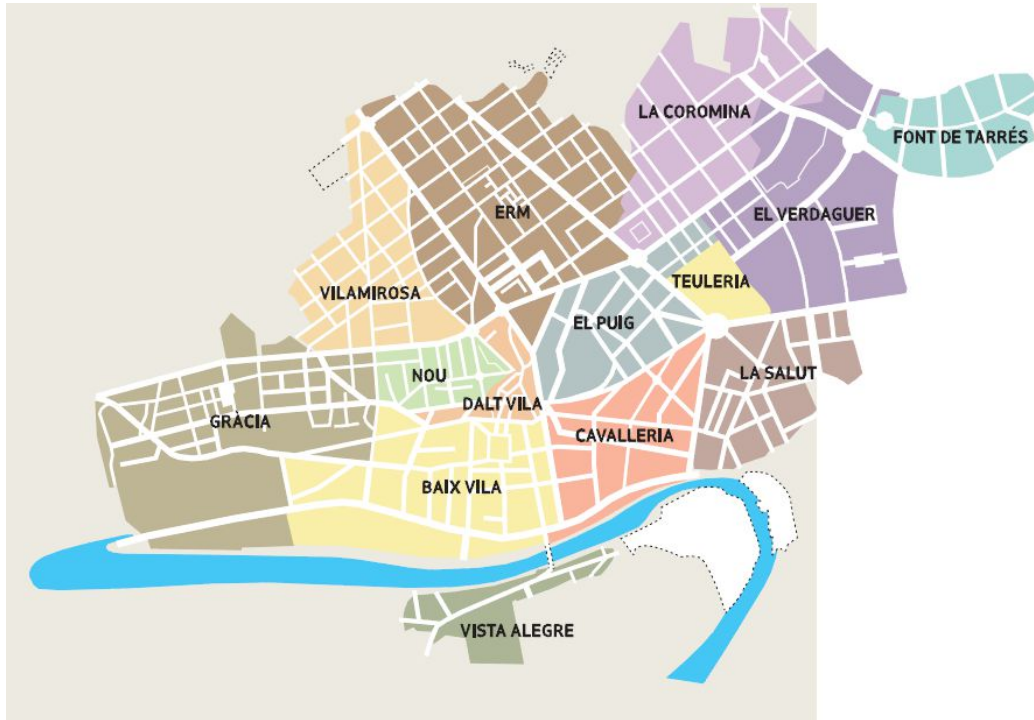 LA COROMINA
FONT DE TARRÉS
ERM
EL VERDAGUER
TEULERIA
VILAMIROSA
EL PUIG
NOU
LA SALUT
DALT VILA
GRÀCIA
CAVALLERIA
BAIX VILA
VISTA ALEGRE